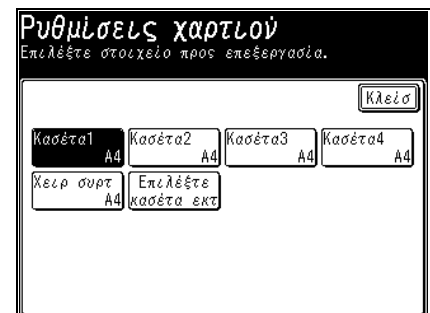 Ρυθμίσεις χαρτιού
Επιλέξτε στοιχείο προς επεξεργασία.
Κλείσ
Κασέτα1 Κασέτα2 Κασέτα3 Κασέτα4
A4 A4 A4 A4
Χειρ συρτ Επιλέξτε
A4 κασέτα εκτ